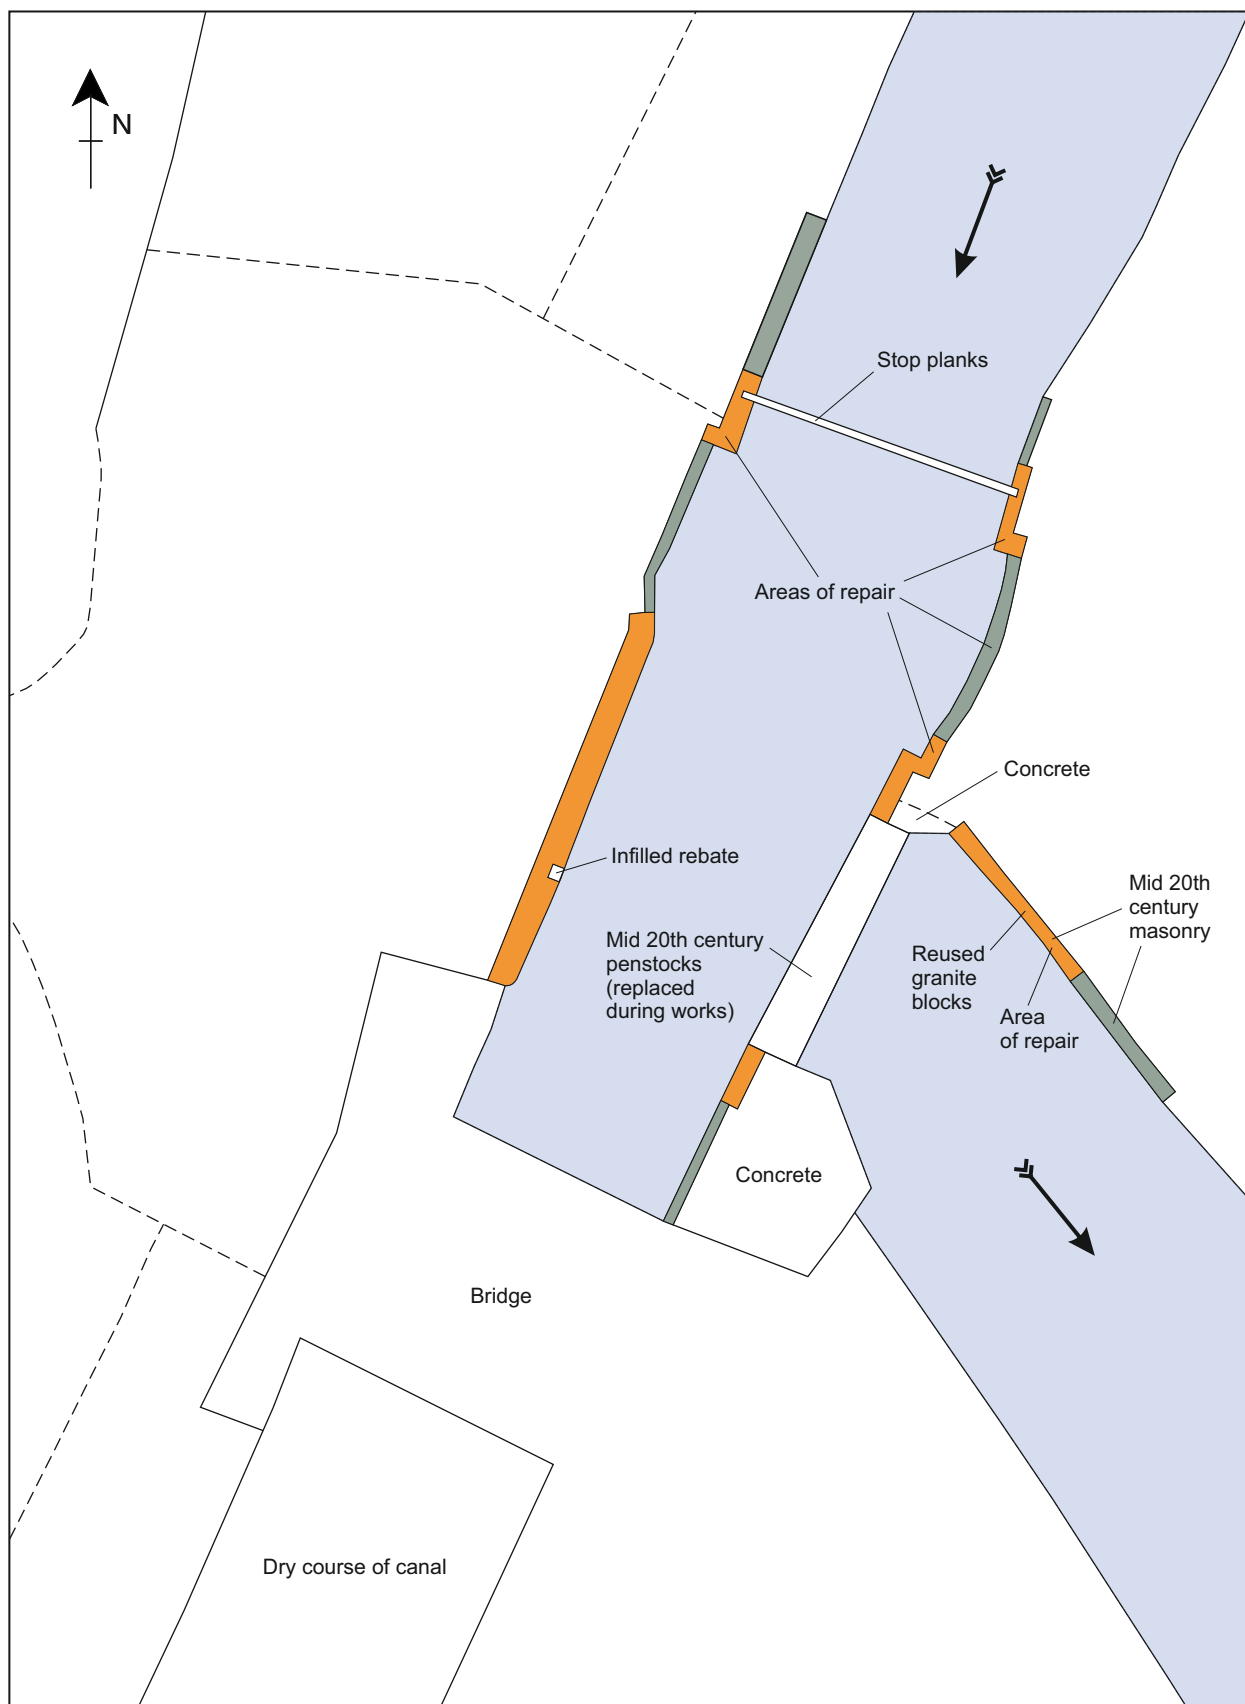 N
Stop planks
Areas of repair
Concrete
Infilled rebate
Mid 20th
century
masonry
Mid 20th century
penstocks
(replaced
during works)
Reused
granite
blocks
Area
of repair
Concrete
Bridge
Dry course of canal